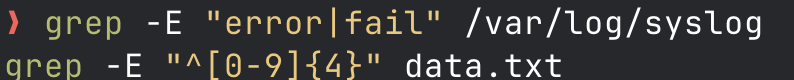 ❯ grep -E "error|fail" /var/log/syslog
grep -E "^[0-9]{4}" data.txt